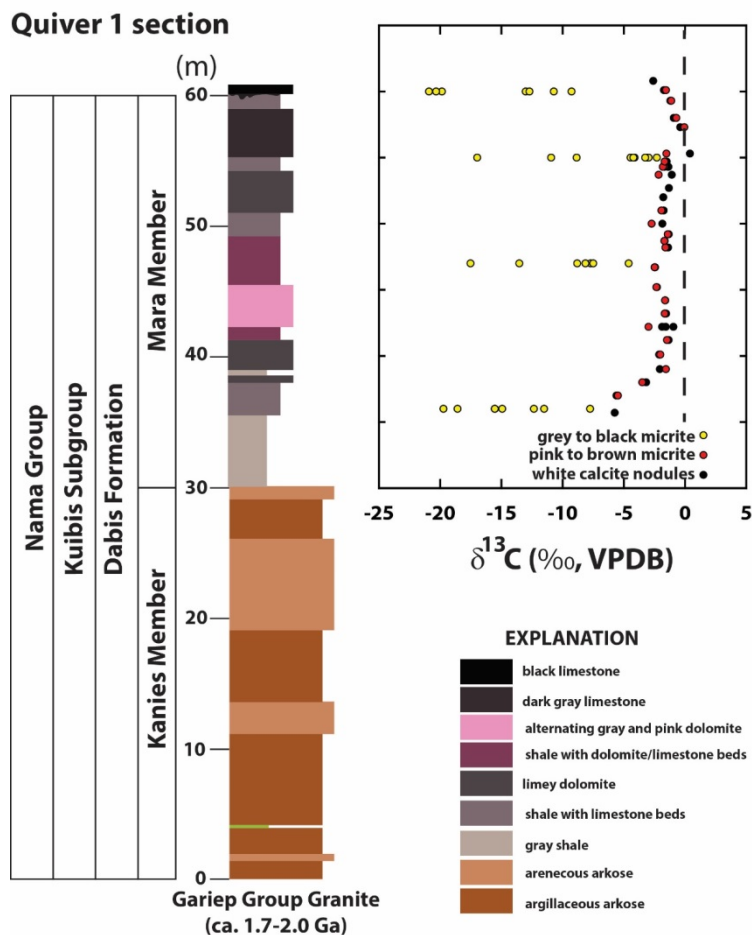 Quiver 1 section
(m)
60
50
40
30
20
10
0
Nama Group
Kuibis Subgroup
Dabis Formation
Mara Member
Kanies Member
Gariep Group Granite
(ca. 1.7-2.0 Ga)
grey to black micrite
pink to brown micrite
white calcite nodules
-25 -20 -15 -10 -5 0 5
δ13C (‰, VPDB)
EXPLANATION
black limestone
dark gray limestone
alternating gray and pink dolomite
shale with dolomite/limestone beds
limey dolomite
shale with limestone beds
gray shale
arenecous arkose
argillaceous arkose